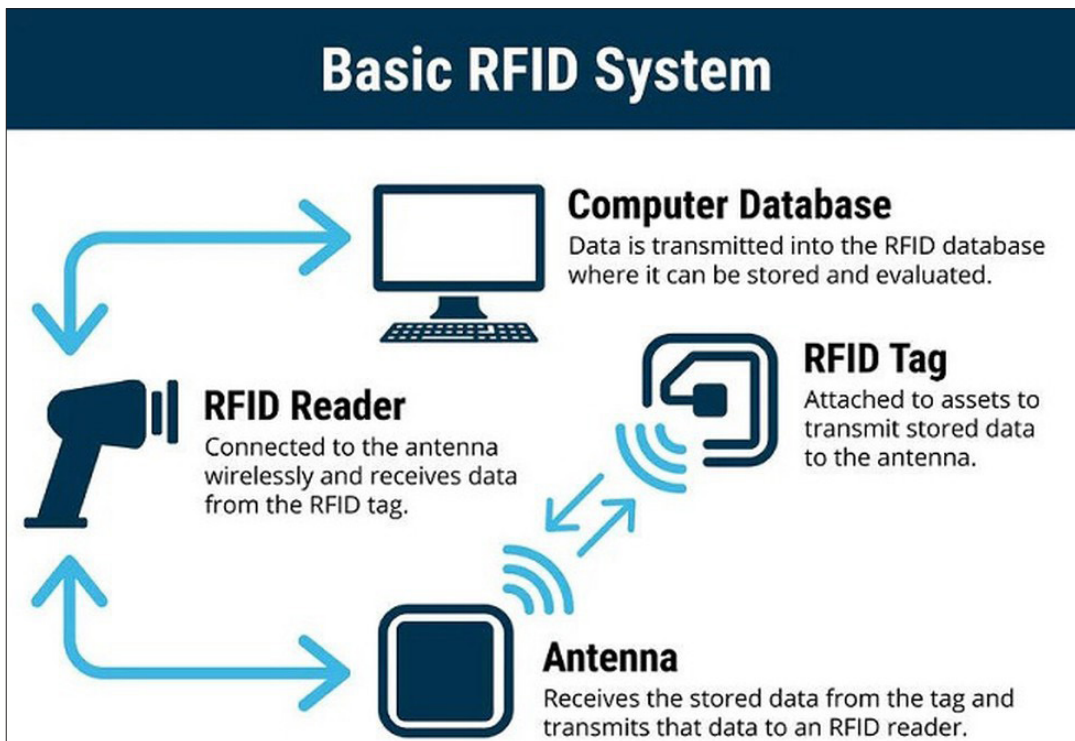 Basic RFID System
Computer Database
Data is transmitted into the RFID database
where it can be stored and evaluated.
RFID Tag
Attached to assets to
transmit stored data
to the antenna.
RFID Reader
Connected to the antenna
wirelessly and receives data
from the RFID tag.
Antenna
Receives the stored data from the tag and
transmits that data to an RFID reader.